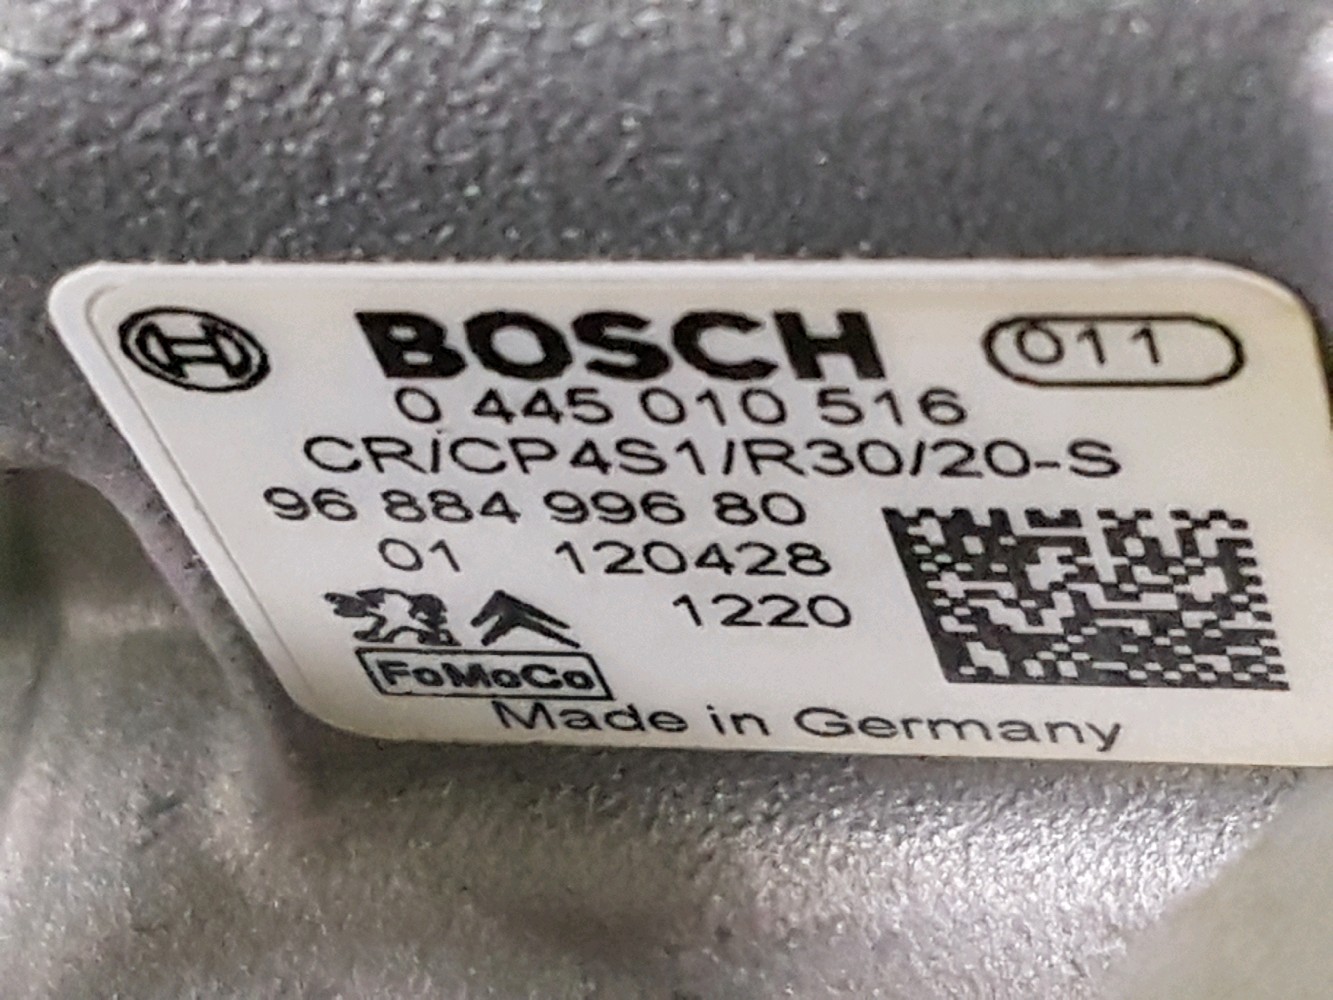 BOSCH 011
0 445 010 516
CR/CP4S1/R30/20-S
96 884 996 80
01 120428
1220
FoMoCo
Made in Germany